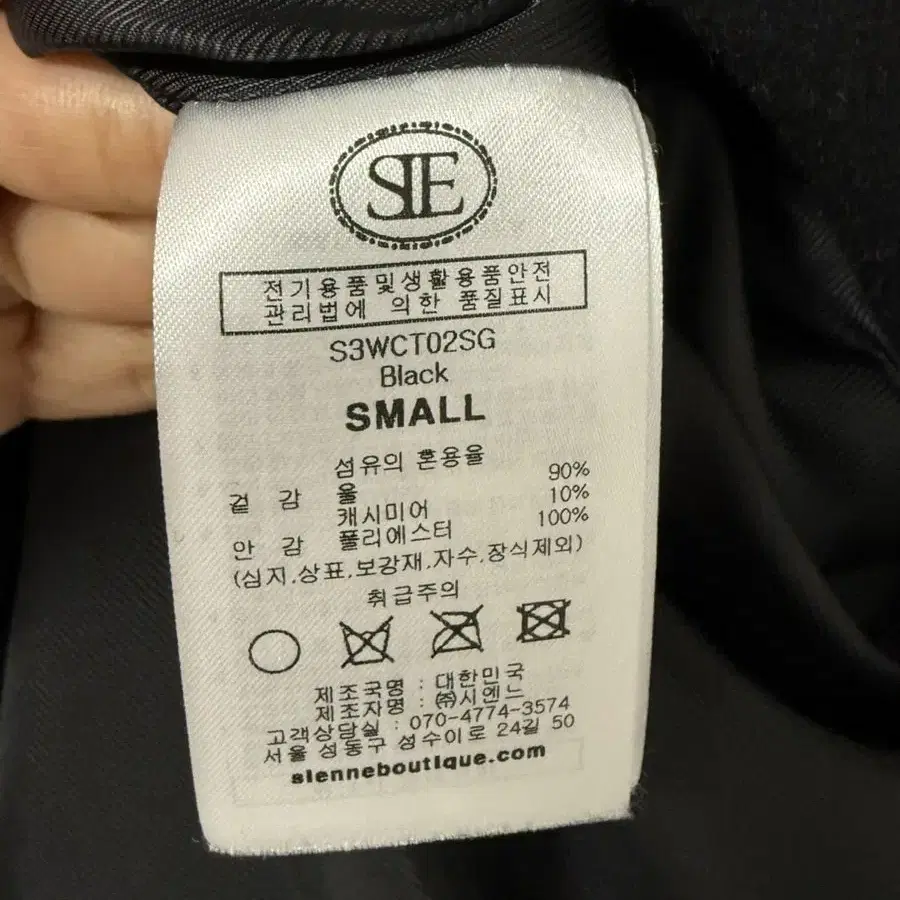 SIE
전기용품및생활용품안전
관리법에 의한 품질표시
S3WCT02SG
Black
SMALL
섬유의 혼용율
겉 감 울 90%
캐시미어 10%
안 감 폴리에스터 100%
(심지,상표,보강재,자수,장식제외)
취급주의
제조국명 : 대한민국
제조자명 : ㈜시엔느
고객상담실 : 070-4774-3574
서울 성동구 성수이로 24길 50
sienneboutique.com